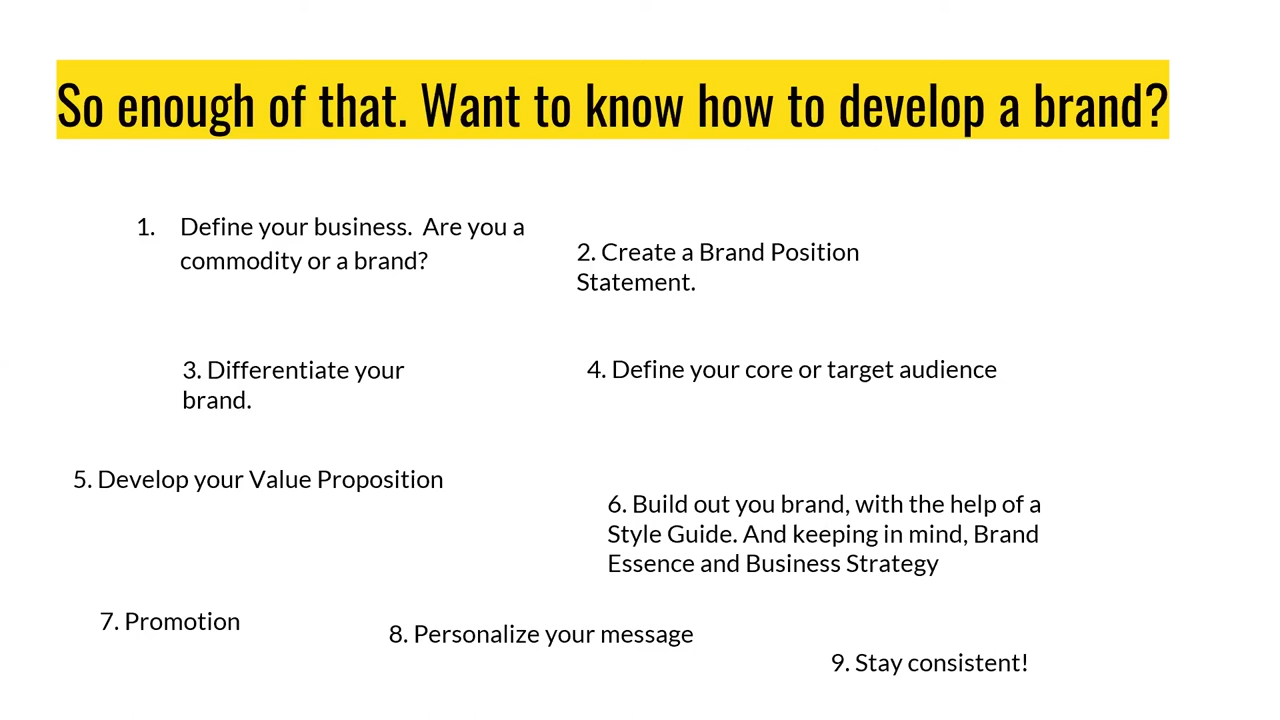 So enough of that. Want to know how to develop a brand?
1. Define your business. Are you a
commodity or a brand?
2. Create a Brand Position
Statement.
3. Differentiate your
brand.
4. Define your core or target audience
5. Develop your Value Proposition
6. Build out you brand, with the help of a
Style Guide. And keeping in mind, Brand
Essence and Business Strategy
7. Promotion
8. Personalize your message
9. Stay consistent!